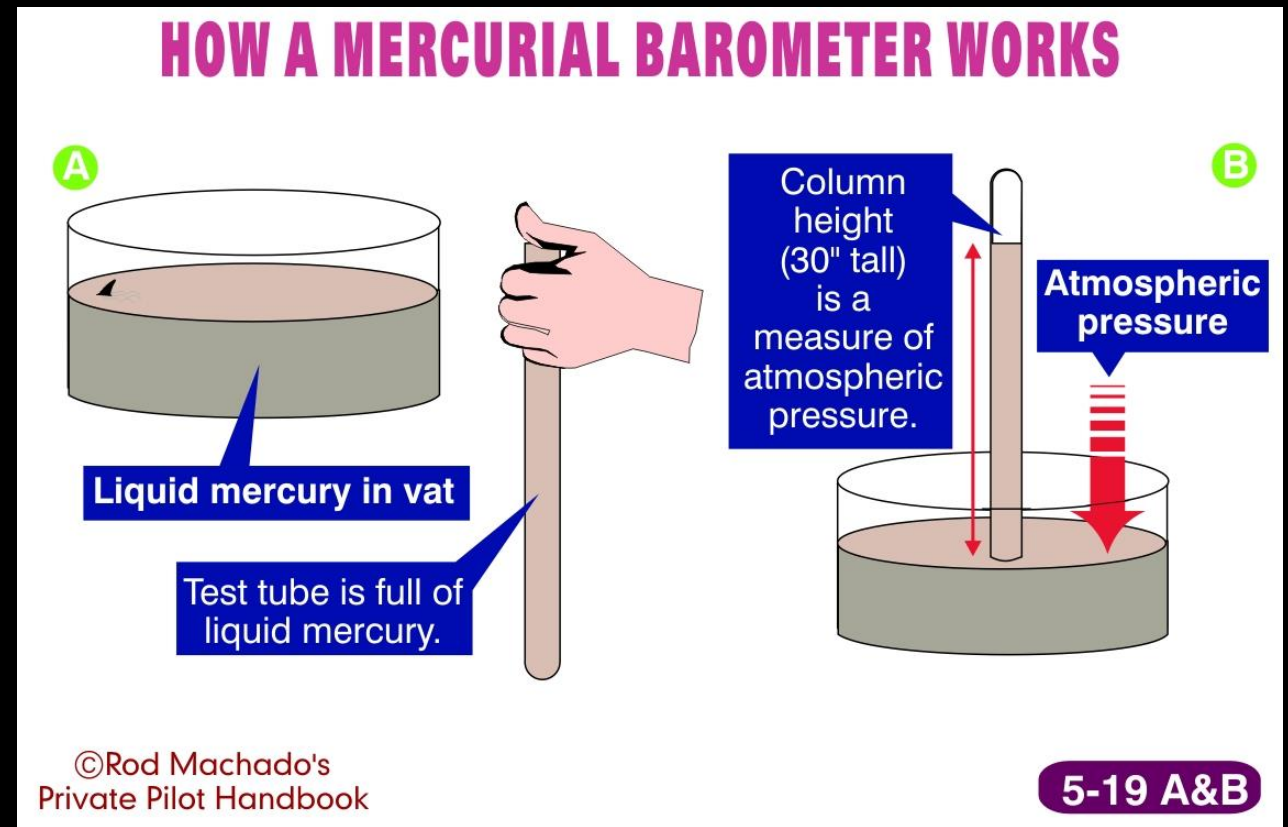 HOW A MERCURIAL BAROMETER WORKS
A
Liquid mercury in vat
Test tube is full of
liquid mercury.
B
Column
height
(30" tall)
is a
measure of
atmospheric
pressure.
Atmospheric
pressure
©Rod Machado's
Private Pilot Handbook
5-19 A&B